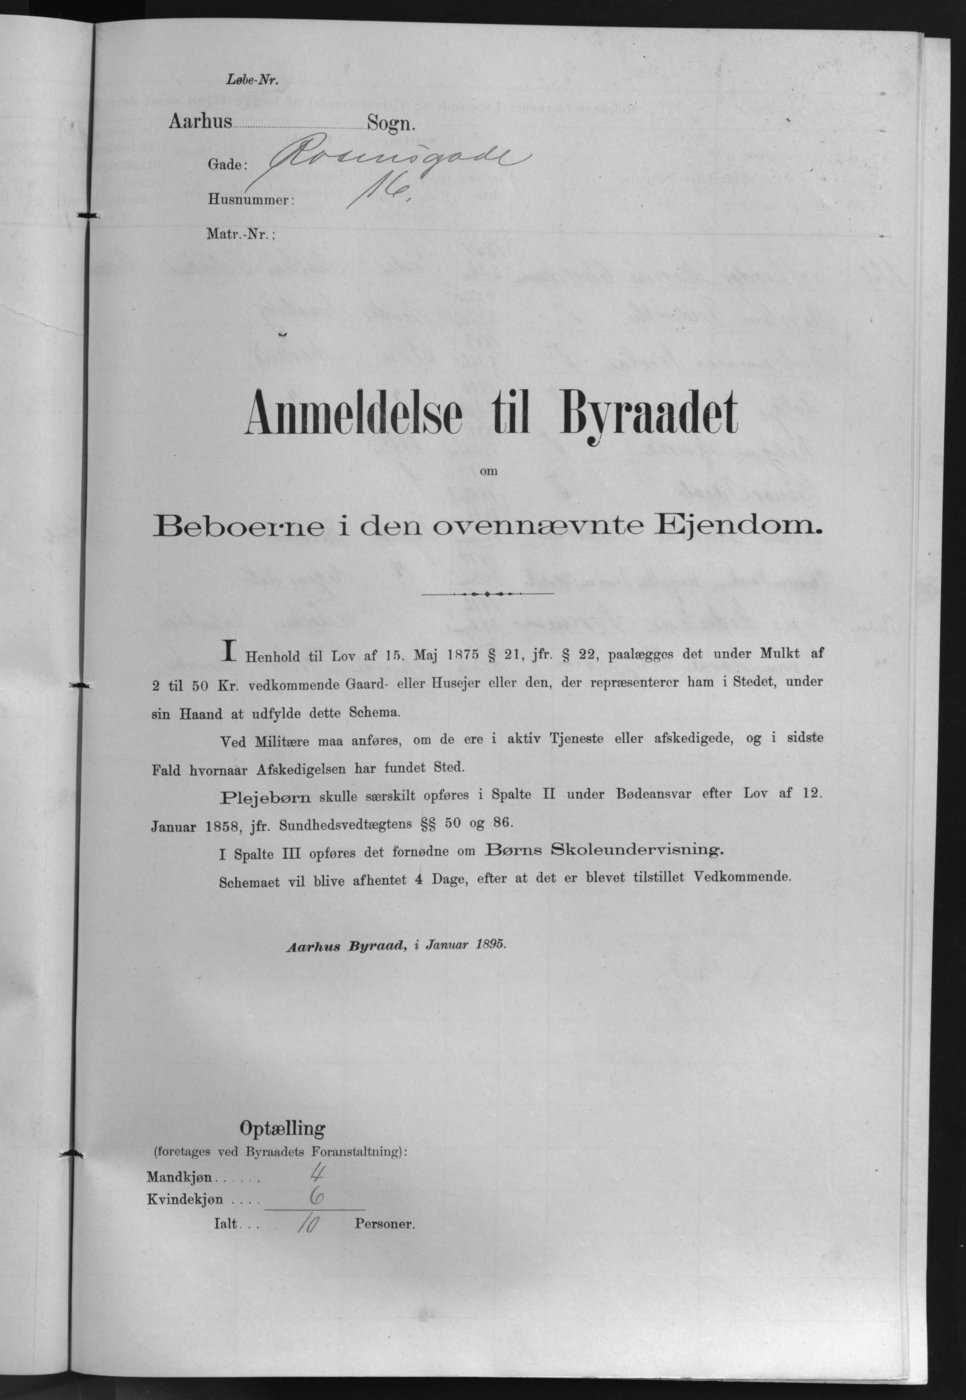 Løbe-Nr.
Aarhus Sogn.
Gade: Rosensgade
Husnummer: 16.
Matr.-Nr.:
Anmeldelse til Byraadet
om
Beboerne i den ovennævnte Ejendom.
I Henhold til Lov af 15. Maj 1875 § 21, jfr. § 22, paalægges det under Mulkt af
2 til 50 Kr. vedkommende Gaard- eller Husejer eller den, der repræsenterer ham i Stedet, under
sin Haand at udfylde dette Schema.
Ved Militære maa anføres, om de ere i aktiv Tjeneste eller afskedigede, og i sidste
Fald hvornaar Afskedigelsen har fundet Sted.
Plejebørn skulle særskilt opføres i Spalte II under Bødeansvar efter Lov af 12.
Januar 1858, jfr. Sundhedsvedtægtens §§ 50 og 86.
I Spalte III opføres det fornødne om Børns Skoleundervisning.
Schemaet vil blive afhentet 4 Dage, efter at det er blevet tilstillet Vedkommende.
Aarhus Byraad, i Januar 1895.
Optælling
(foretages ved Byraadets Foranstaltning):
Mandkjøn...... 4
Kvindekjøn .... 6
Ialt... 10 Personer.